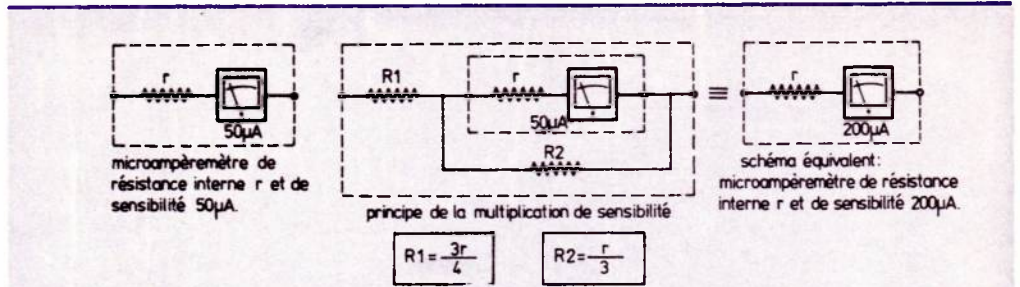 r
50µA
microampèremètre de
résistance interne r et de
sensibilité 50µA.
R1
r
50µA
R2
principe de la multiplication de sensibilité
R1=3r/4
R2=r/3
≡
r
200µA
schéma équivalent:
microampèremètre de résistance
interne r et de sensibilité 200µA.